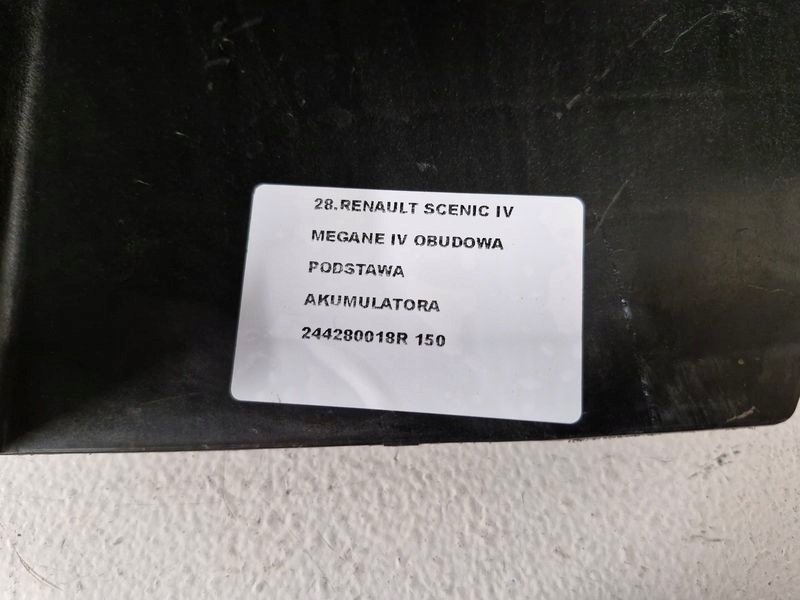 28.RENAULT SCENIC IV
MEGANE IV OBUDOWA
PODSTAWA
AKUMULATORA
244280018R 150